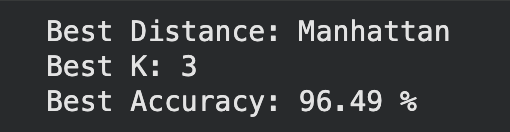 Best Distance: Manhattan
Best K: 3
Best Accuracy: 96.49 %